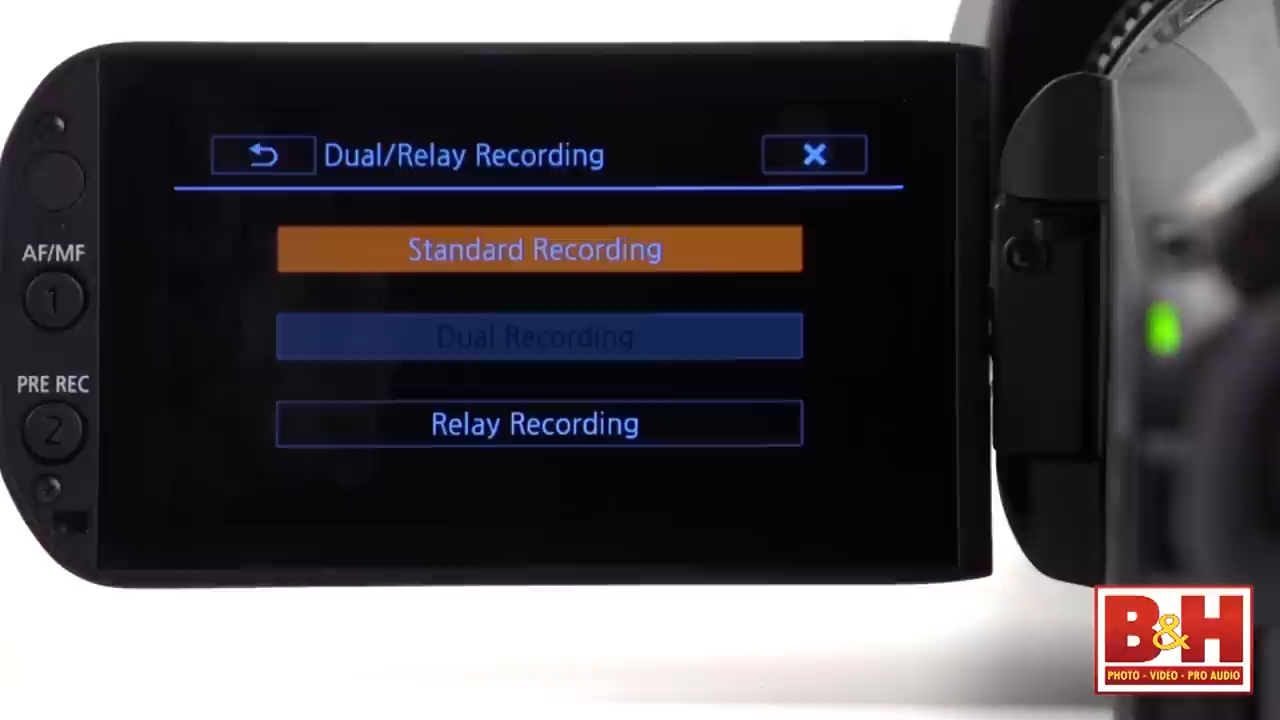 Dual/Relay Recording
Standard Recording
AF/MF
1
Dual Recording
PRE REC
2
Relay Recording
B&H
PHOTO - VIDEO - PRO AUDIO